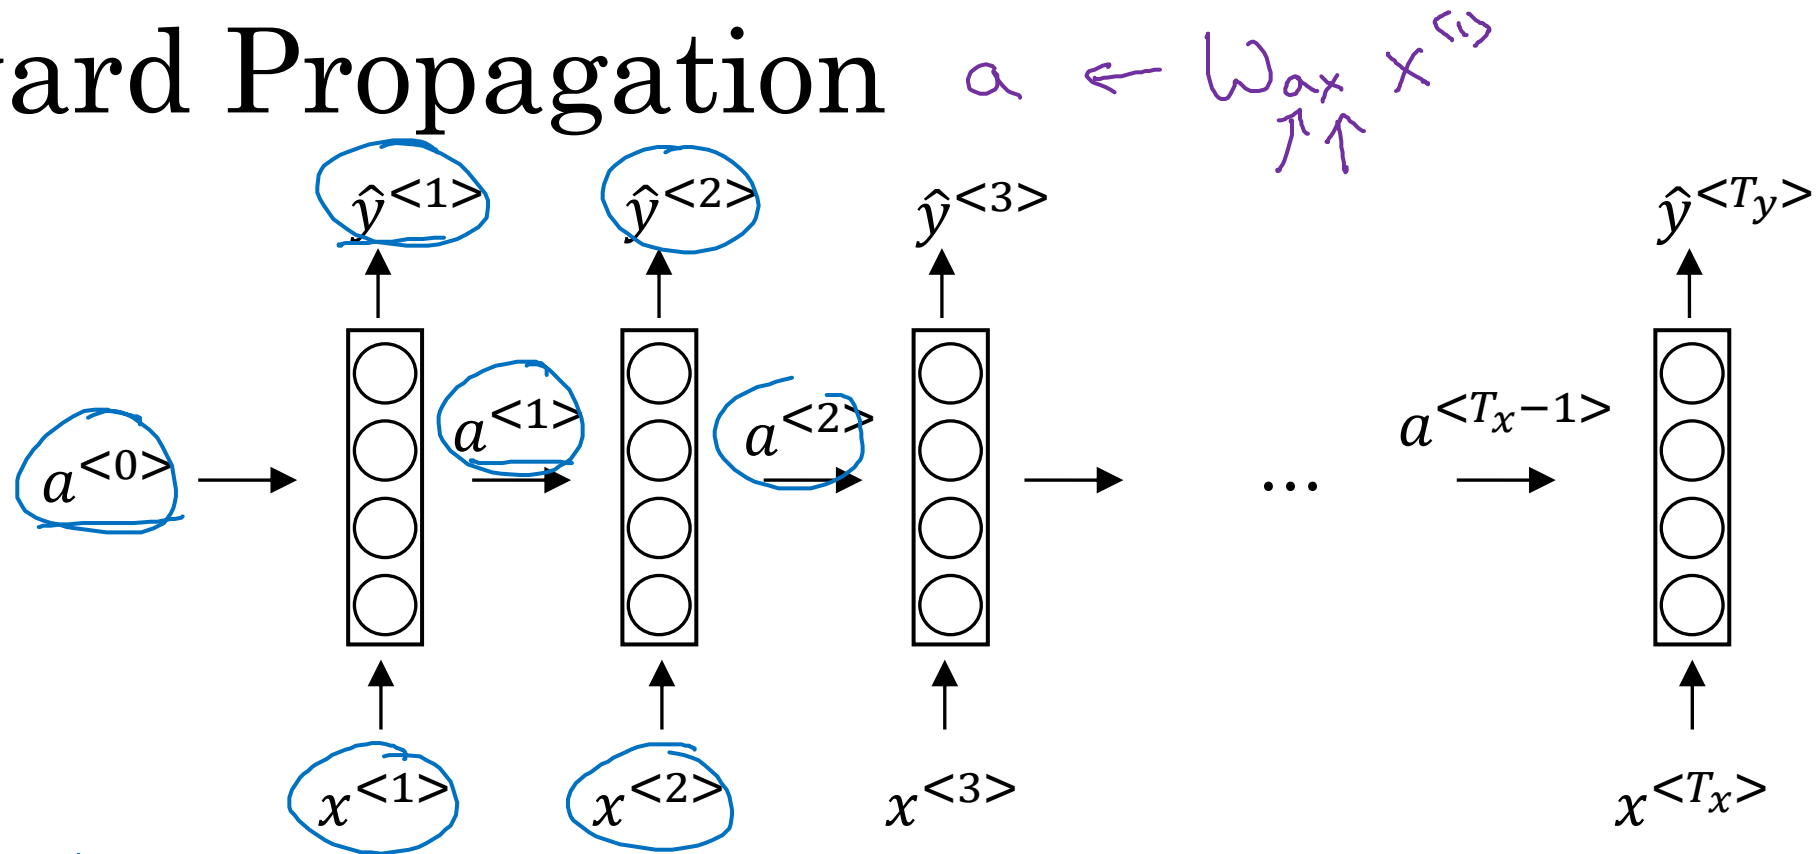 ard Propagation a ← Wax x<1>
ŷ<1> ŷ<2> ŷ<3> ŷ<Ty>
a<0> a<1> a<2> ... a<Tx−1>
x<1> x<2> x<3> x<Tx>